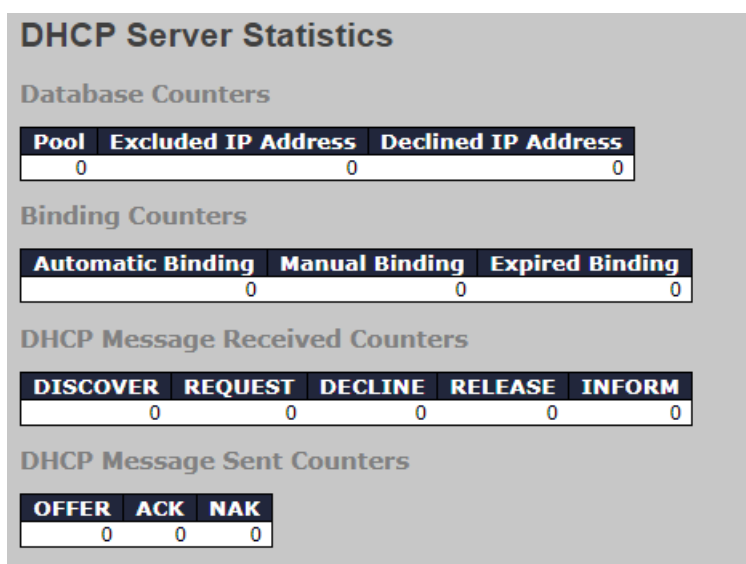 DHCP Server Statistics
Database Counters
Pool Excluded IP Address Declined IP Address
0 0 0
Binding Counters
Automatic Binding Manual Binding Expired Binding
0 0 0
DHCP Message Received Counters
DISCOVER REQUEST DECLINE RELEASE INFORM
0 0 0 0 0
DHCP Message Sent Counters
OFFER ACK NAK
0 0 0